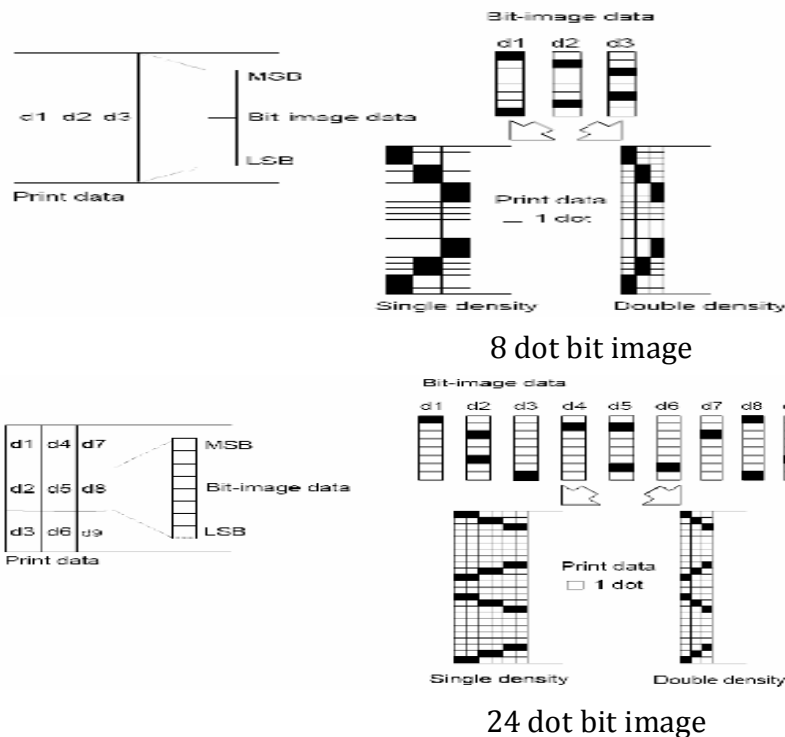 Bit-image data
d1 d2 d3
MSB
d1 d2 d3
Bit image data
LSB
Print data
Print data
1 dot
Single density
Double density
8 dot bit image
Bit-image data
d1 d2 d3 d4 d5 d6 d7 d8
d1 d4 d7
MSB
d2 d5 d8
Bit-image data
d3 d6 d9
LSB
Print data
Print data
1 dot
Single density
Double density
24 dot bit image